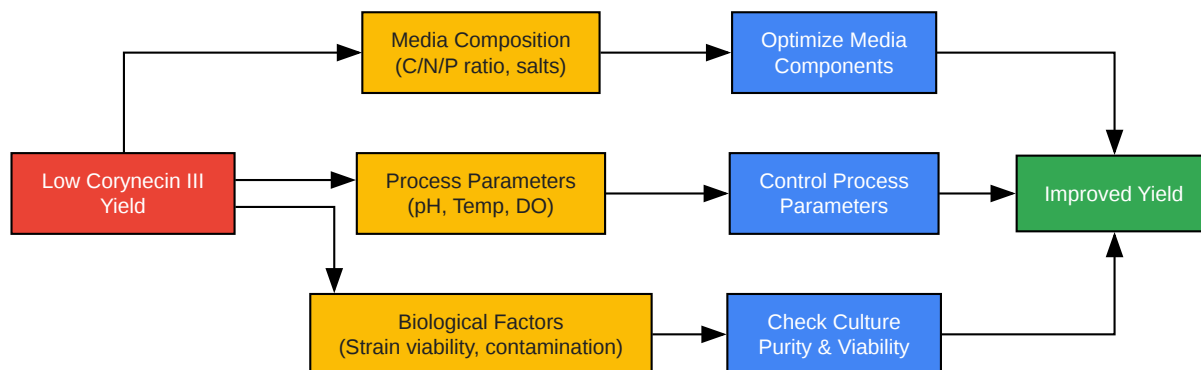 Media Composition
(C/N/P ratio, salts)
Optimize Media
Components
Low Corynecin III
Yield
Process Parameters
(pH, Temp, DO)
Control Process
Parameters
Improved Yield
Biological Factors
(Strain viability, contamination)
Check Culture
Purity & Viability